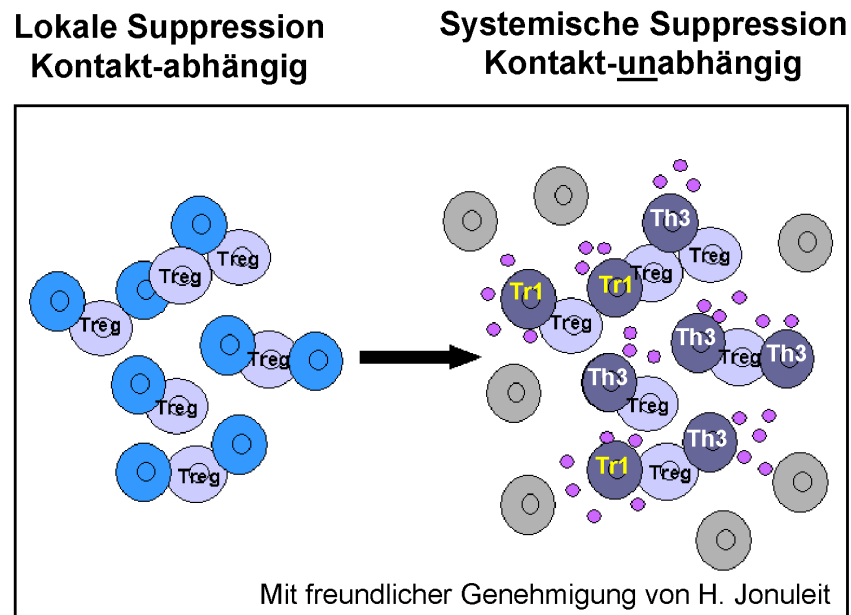 Lokale Suppression
Kontakt-abhängig
Systemische Suppression
Kontakt-unabhängig
Treg
Treg
Treg
Treg
Treg
Treg
Th3
Treg
Treg
Tr1
Tr1
Treg
Th3
Treg
Th3
Th3
Treg
Th3
Tr1
Treg
Mit freundlicher Genehmigung von H. Jonuleit